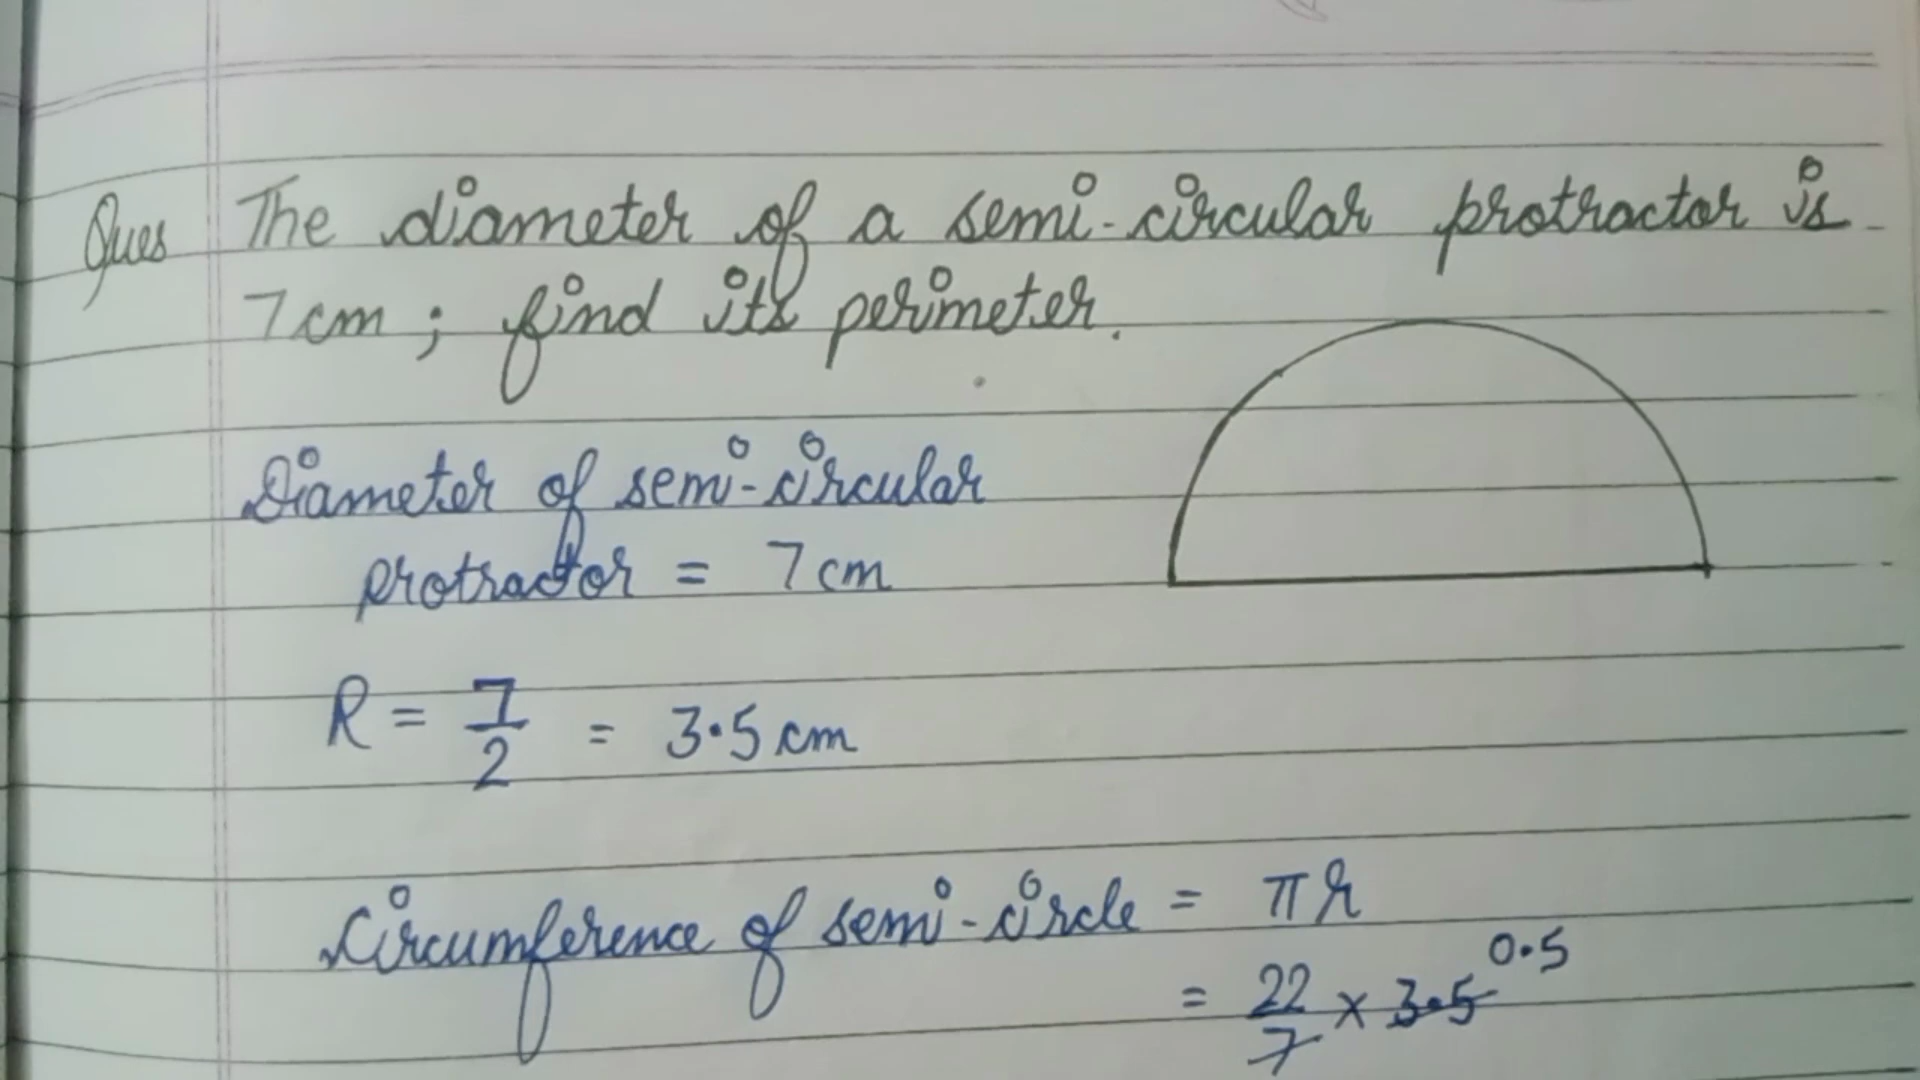 Ques The diameter of a semi-circular protractor is
7 cm ; find its perimeter.
Diameter of semi-circular
protractor = 7 cm
R = 7/2 = 3.5 cm
Circumference of semi-circle = πr
= 22/7 × 3.5 0.5